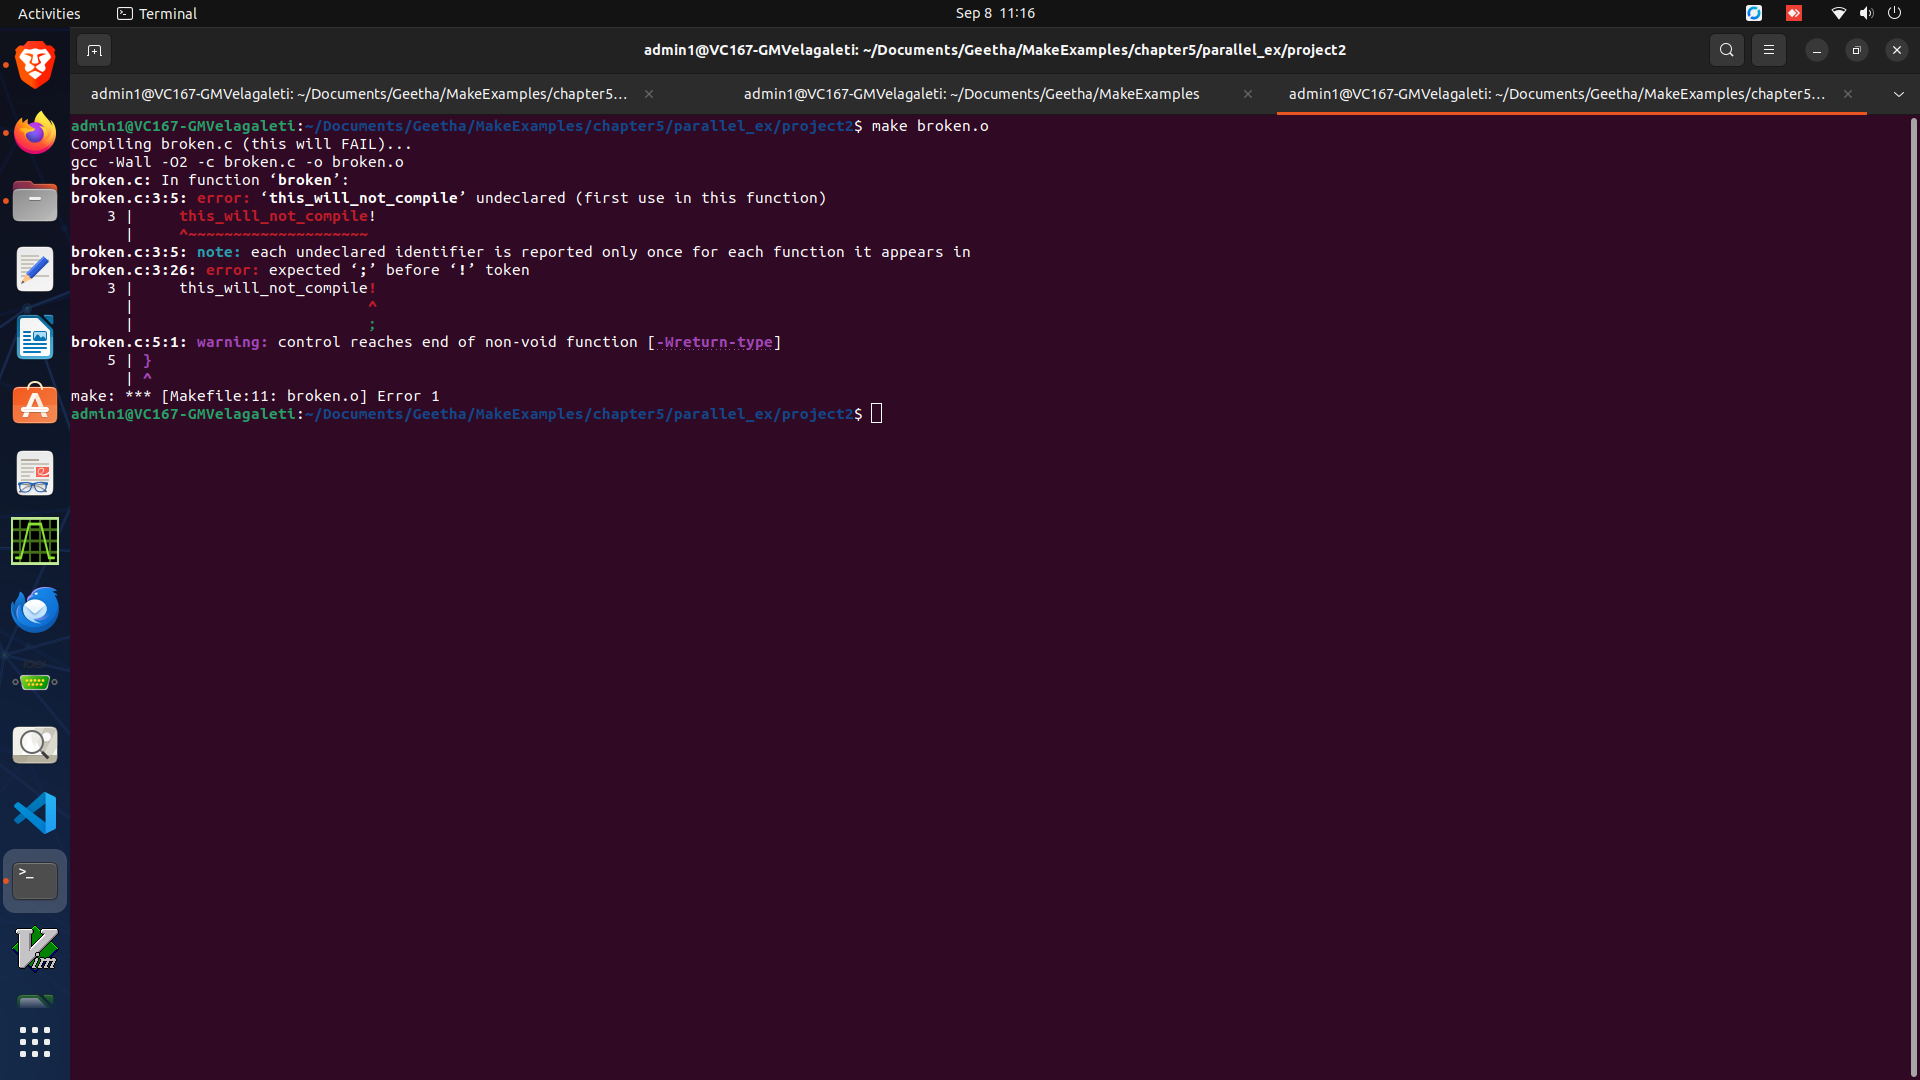 Activities
Terminal
Sep 8 11:16
admin1@VC167-GMVelagaleti: ~/Documents/Geetha/MakeExamples/chapter5/parallel_ex/project2
admin1@VC167-GMVelagaleti: ~/Documents/Geetha/MakeExamples/chapter5...
admin1@VC167-GMVelagaleti: ~/Documents/Geetha/MakeExamples
admin1@VC167-GMVelagaleti: ~/Documents/Geetha/MakeExamples/chapter5...
admin1@VC167-GMVelagaleti:~/Documents/Geetha/MakeExamples/chapter5/parallel_ex/project2$ make broken.o
Compiling broken.c (this will FAIL)...
gcc -Wall -O2 -c broken.c -o broken.o
broken.c: In function ‘broken’:
broken.c:3:5: error: ‘this_will_not_compile’ undeclared (first use in this function)
    3 |     this_will_not_compile!
      |     ^~~~~~~~~~~~~~~~~~~~~
broken.c:3:5: note: each undeclared identifier is reported only once for each function it appears in
broken.c:3:26: error: expected ‘;’ before ‘!’ token
    3 |     this_will_not_compile!
      |                          ^
      |                          ;
broken.c:5:1: warning: control reaches end of non-void function [-Wreturn-type]
    5 | }
      | ^
make: *** [Makefile:11: broken.o] Error 1
admin1@VC167-GMVelagaleti:~/Documents/Geetha/MakeExamples/chapter5/parallel_ex/project2$